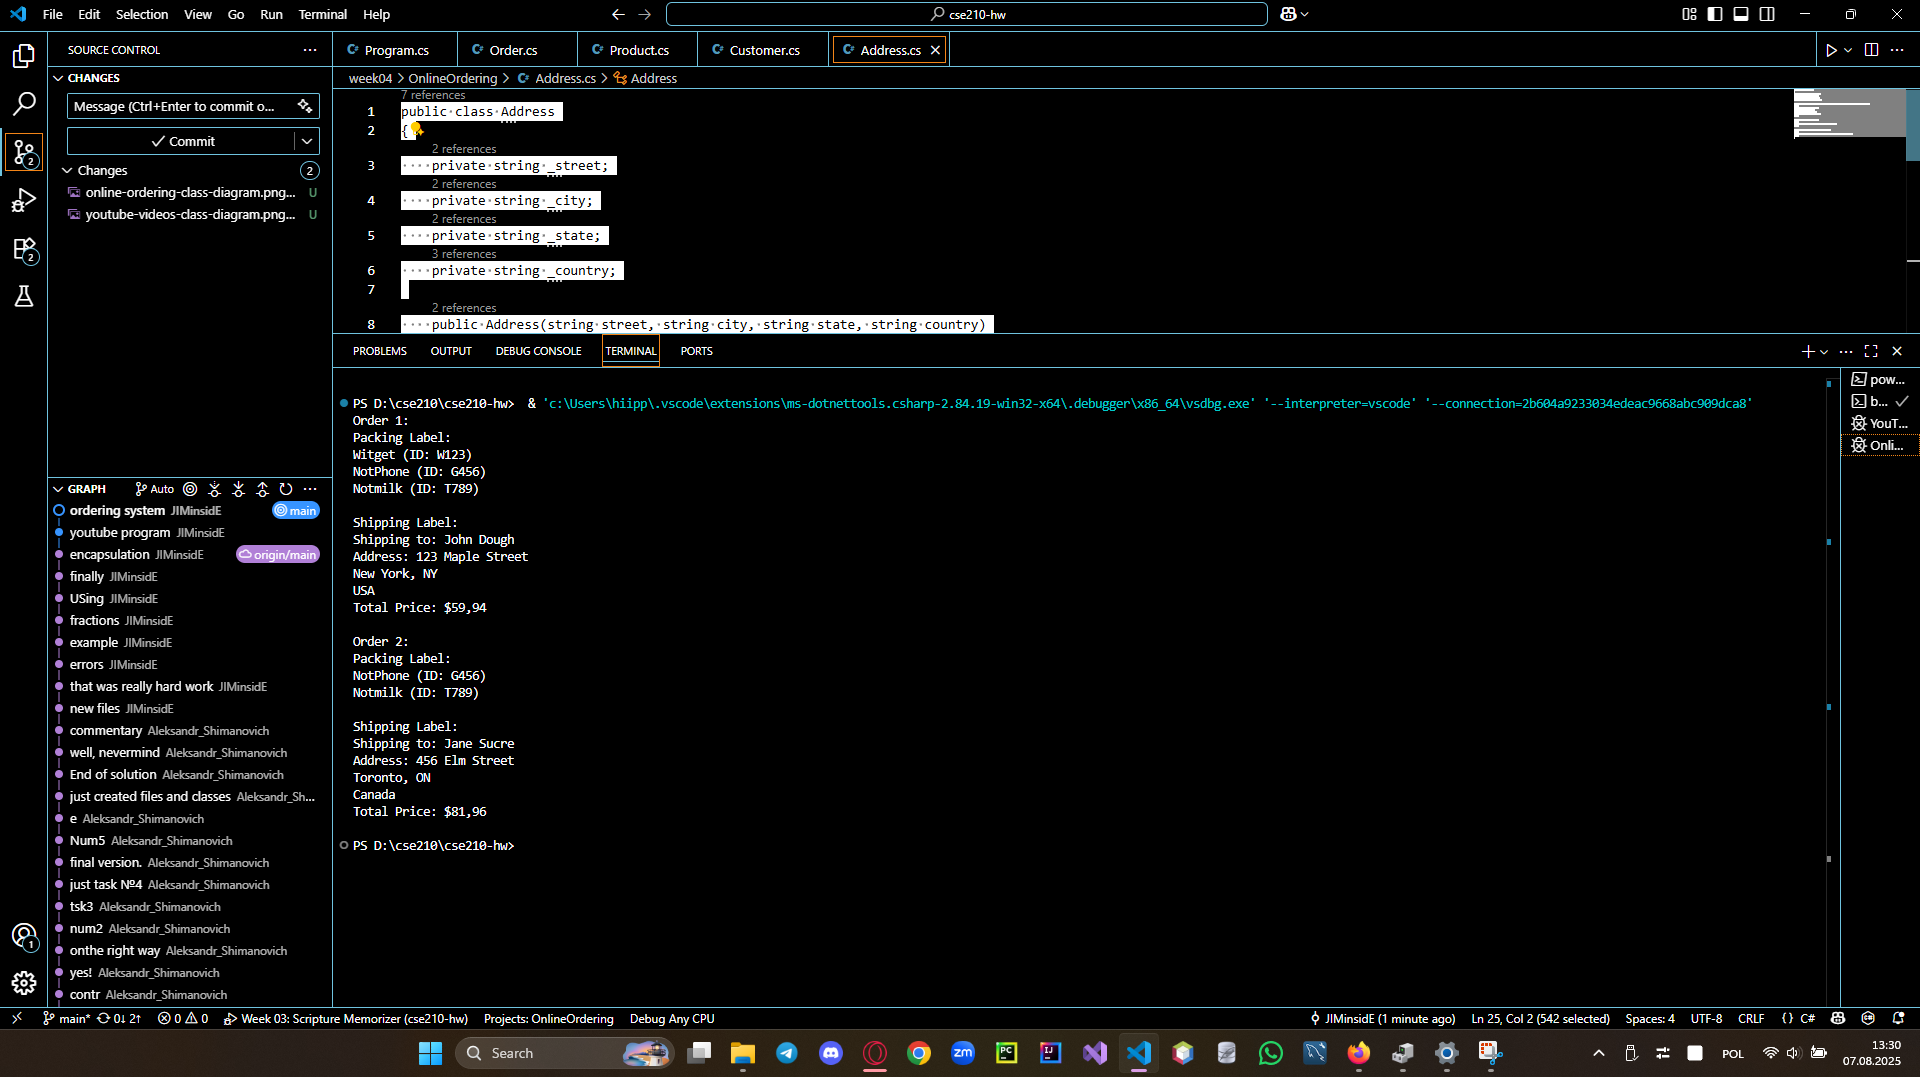 File Edit Selection View Go Run Terminal Help
cse210-hw
SOURCE CONTROL
CHANGES
Message (Ctrl+Enter to commit o...
Commit
Changes 2
online-ordering-class-diagram.png... U
youtube-videos-class-diagram.png... U
2
2
1
GRAPH Auto
ordering system JIMinsidE main
youtube program JIMinsidE
encapsulation JIMinsidE origin/main
finally JIMinsidE
USing JIMinsidE
fractions JIMinsidE
example JIMinsidE
errors JIMinsidE
that was really hard work JIMinsidE
new files JIMinsidE
commentary Aleksandr_Shimanovich
well, nevermind Aleksandr_Shimanovich
End of solution Aleksandr_Shimanovich
just created files and classes Aleksandr_Sh...
e Aleksandr_Shimanovich
Num5 Aleksandr_Shimanovich
final version. Aleksandr_Shimanovich
just task №4 Aleksandr_Shimanovich
tsk3 Aleksandr_Shimanovich
num2 Aleksandr_Shimanovich
onthe right way Aleksandr_Shimanovich
yes! Aleksandr_Shimanovich
contr Aleksandr_Shimanovich
C# Program.cs C# Order.cs C# Product.cs C# Customer.cs C# Address.cs
week04 > OnlineOrdering > C# Address.cs > Address
7 references
1 public class Address
2 {
2 references
3 private string _street;
2 references
4 private string _city;
2 references
5 private string _state;
3 references
6 private string _country;
7
2 references
8 public Address(string street, string city, string state, string country)
PROBLEMS OUTPUT DEBUG CONSOLE TERMINAL PORTS
PS D:\cse210\cse210-hw> & 'c:\Users\hiipp\.vscode\extensions\ms-dotnettools.csharp-2.84.19-win32-x64\.debugger\x86_64\vsdbg.exe' '--interpreter=vscode' '--connection=2b604a9233034edeac9668abc909dca8'
Order 1:
Packing Label:
Witget (ID: W123)
NotPhone (ID: G456)
Notmilk (ID: T789)
Shipping Label:
Shipping to: John Dough
Address: 123 Maple Street
New York, NY
USA
Total Price: $59,94
Order 2:
Packing Label:
NotPhone (ID: G456)
Notmilk (ID: T789)
Shipping Label:
Shipping to: Jane Sucre
Address: 456 Elm Street
Toronto, ON
Canada
Total Price: $81,96
PS D:\cse210\cse210-hw>
pow...
b...
YouT...
Onli...
main* 0↓ 2↑ 0 0 Week 03: Scripture Memorizer (cse210-hw) Projects: OnlineOrdering Debug Any CPU JIMinsidE (1 minute ago) Ln 25, Col 2 (542 selected) Spaces: 4 UTF-8 CRLF {} C#
Search
zm
PC
IJ
POL
13:30
07.08.2025